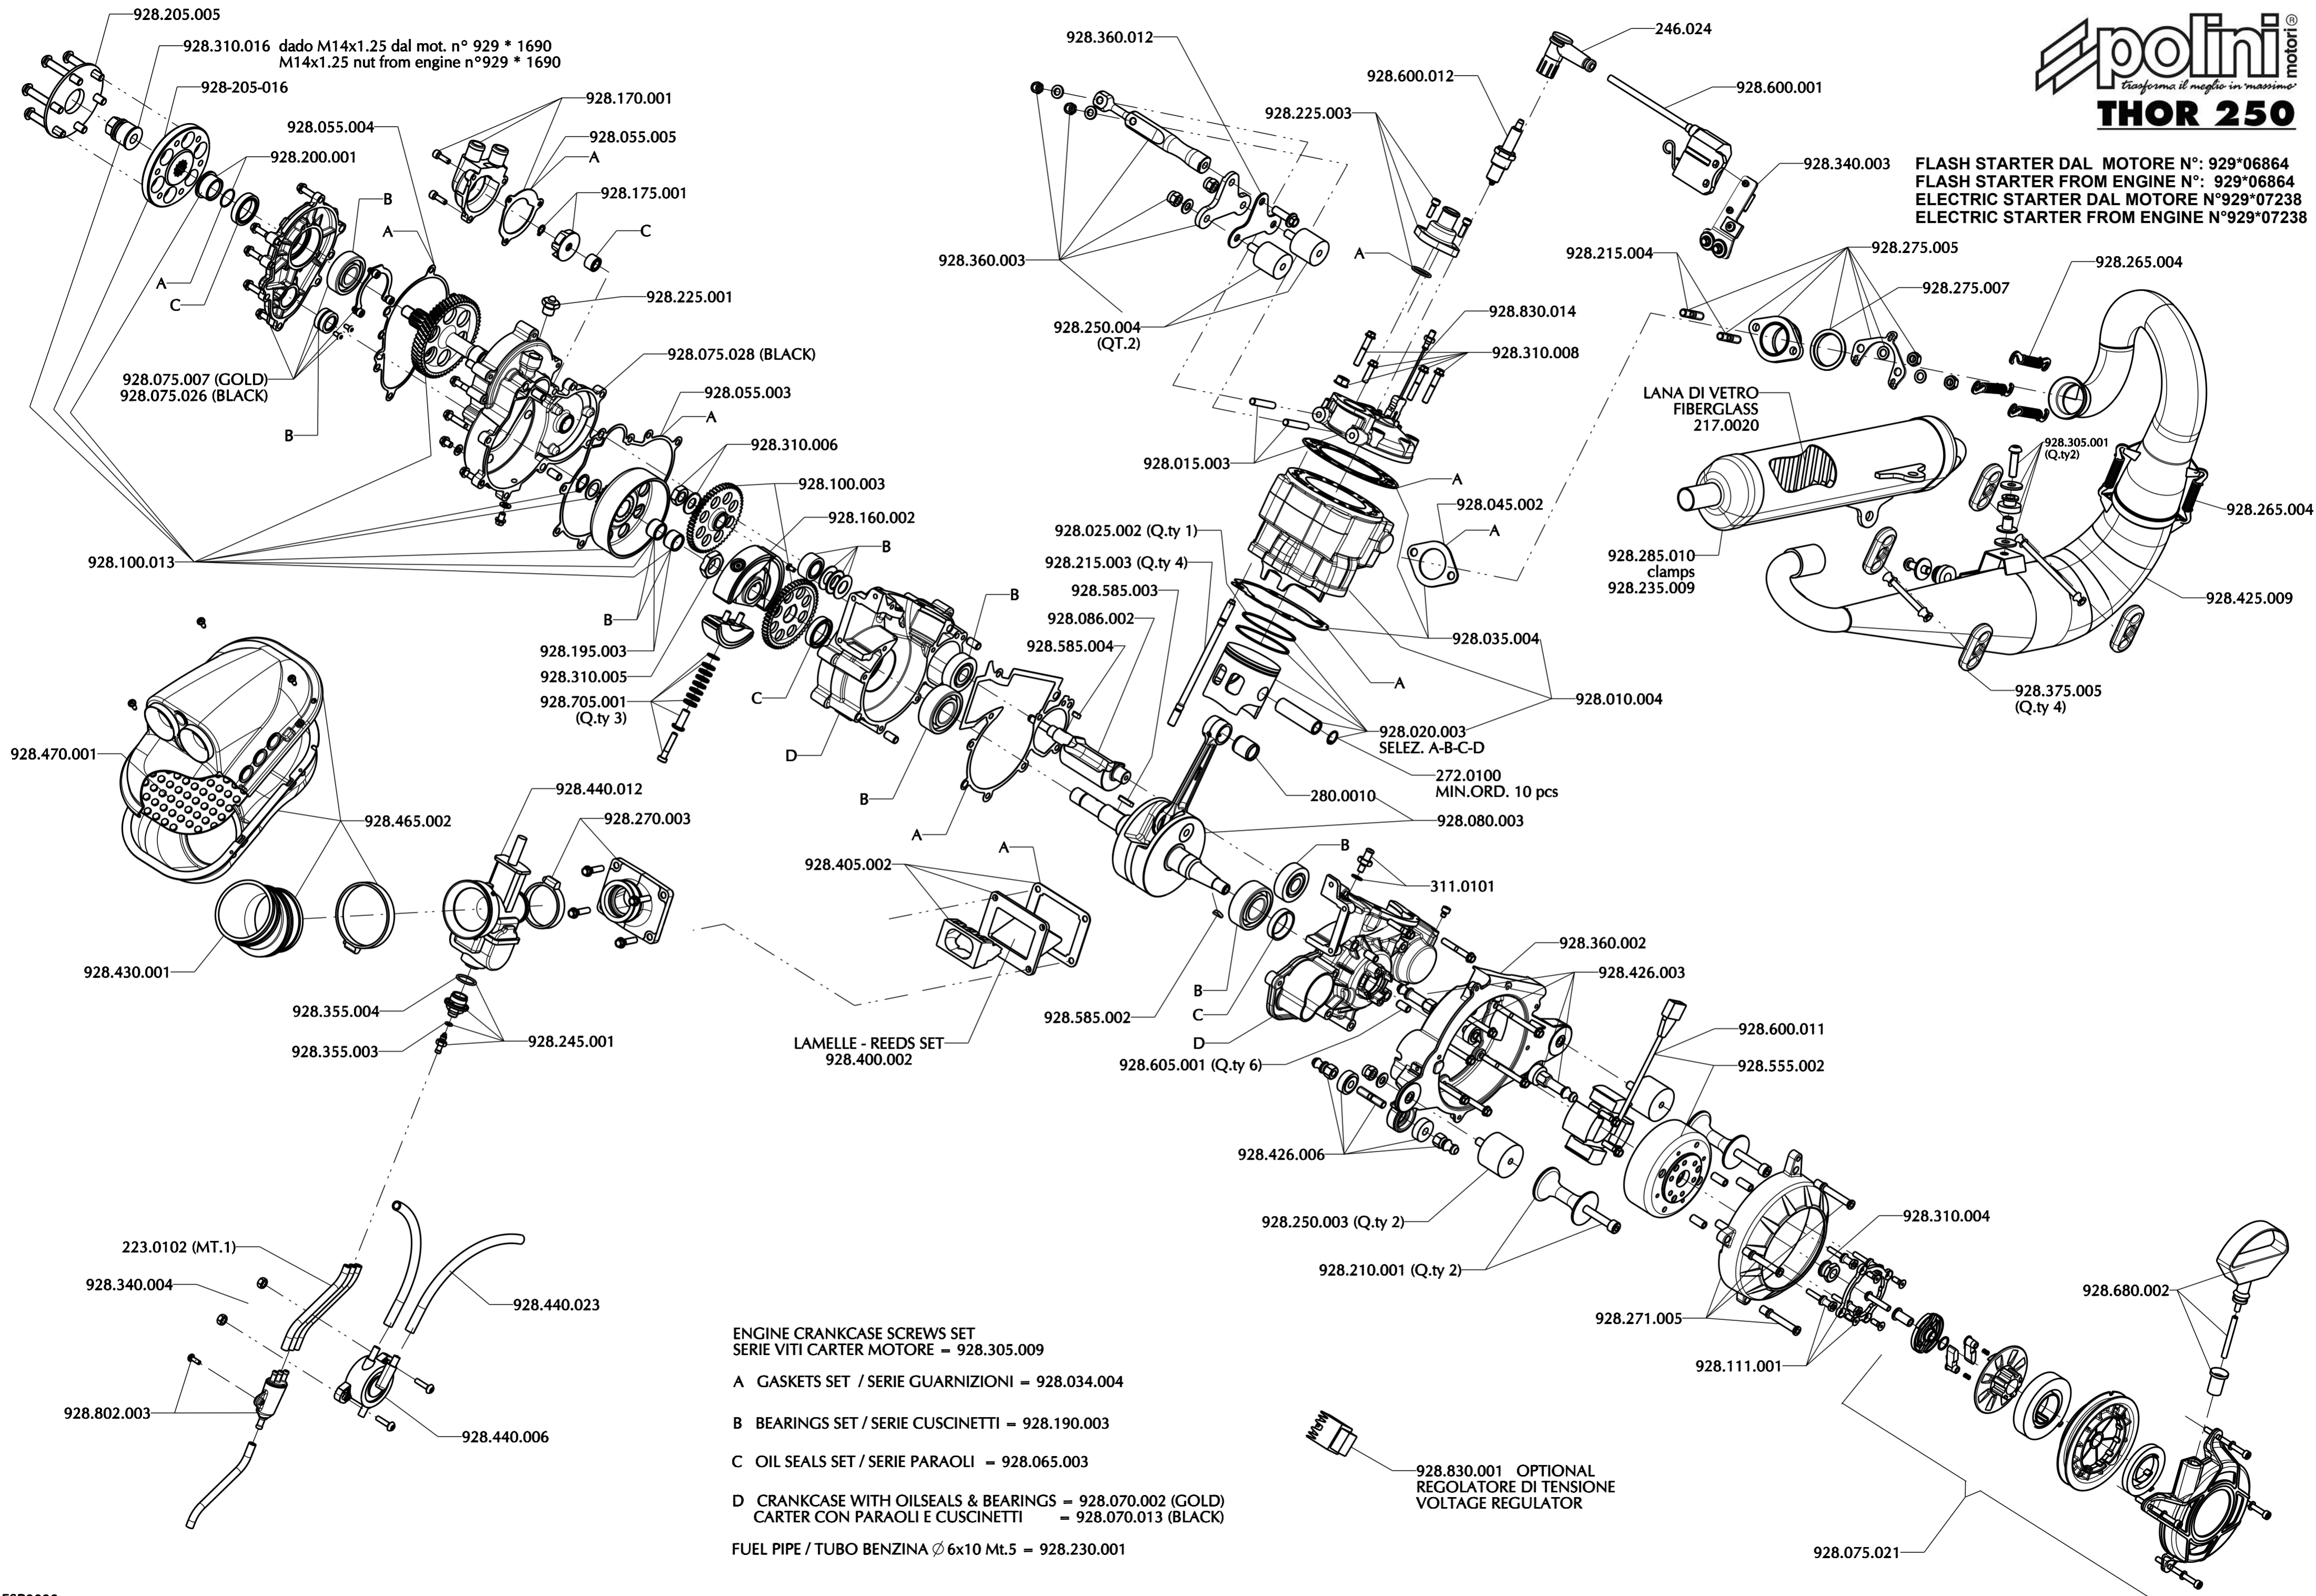 928.205.005
928.310.016 dado M14x1.25 dal mot. n° 929 * 1690
M14x1.25 nut from engine n°929 * 1690
928-205-016
928.055.004
928.200.001
928.170.001
928.055.005
A
928.175.001
C
B
A
A
C
928.225.001
928.075.028 (BLACK)
928.075.007 (GOLD)
928.075.026 (BLACK)
B
928.055.003
A
928.310.006
928.100.003
928.160.002
B
928.100.013
B
B
928.195.003
928.310.005
928.705.001
(Q.ty 3)
C
D
B
A
928.360.012
928.360.003
928.250.004
(QT.2)
928.600.012
928.225.003
A
246.024
928.600.001
928.340.003
polini®
motori
trasforma il meglio in massimo
THOR 250
FLASH STARTER DAL MOTORE N°: 929*06864
FLASH STARTER FROM ENGINE N°: 929*06864
ELECTRIC STARTER DAL MOTORE N°929*07238
ELECTRIC STARTER FROM ENGINE N°929*07238
928.215.004
928.275.005
928.265.004
928.275.007
928.830.014
928.310.008
928.015.003
A
928.045.002
A
928.025.002 (Q.ty 1)
928.215.003 (Q.ty 4)
928.585.003
928.086.002
928.585.004
928.035.004
A
928.010.004
928.020.003
SELEZ. A-B-C-D
272.0100
MIN.ORD. 10 pcs
280.0010
928.080.003
LANA DI VETRO
FIBERGLASS
217.0020
928.305.001
(Q.ty2)
928.285.010
clamps
928.235.009
928.265.004
928.425.009
928.375.005
(Q.ty 4)
928.470.001
928.465.002
928.440.012
928.270.003
928.430.001
928.355.004
928.355.003
928.245.001
928.405.002
A
LAMELLE - REEDS SET
928.400.002
B
311.0101
B
C
D
928.585.002
928.605.001 (Q.ty 6)
928.360.002
928.426.003
928.600.011
928.555.002
928.426.006
928.250.003 (Q.ty 2)
928.210.001 (Q.ty 2)
928.310.004
928.271.005
928.111.001
928.680.002
928.075.021
223.0102 (MT.1)
928.340.004
928.440.023
928.802.003
928.440.006
ENGINE CRANKCASE SCREWS SET
SERIE VITI CARTER MOTORE = 928.305.009
A GASKETS SET / SERIE GUARNIZIONI = 928.034.004
B BEARINGS SET / SERIE CUSCINETTI = 928.190.003
C OIL SEALS SET / SERIE PARAOLI = 928.065.003
D CRANKCASE WITH OILSEALS & BEARINGS = 928.070.002 (GOLD)
CARTER CON PARAOLI E CUSCINETTI = 928.070.013 (BLACK)
FUEL PIPE / TUBO BENZINA Ø 6x10 Mt.5 = 928.230.001
928.830.001 OPTIONAL
REGOLATORE DI TENSIONE
VOLTAGE REGULATOR